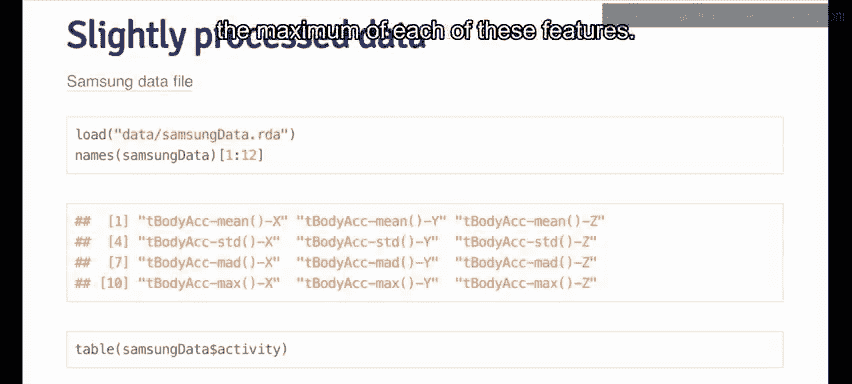 the maximum of each of these features.
Slightly processed data
Samsung data file
load("data/samsungData.rda")
names(samsungData)[1:12]
## [1] "tBodyAcc-mean()-X" "tBodyAcc-mean()-Y" "tBodyAcc-mean()-Z"
## [4] "tBodyAcc-std()-X" "tBodyAcc-std()-Y" "tBodyAcc-std()-Z"
## [7] "tBodyAcc-mad()-X" "tBodyAcc-mad()-Y" "tBodyAcc-mad()-Z"
## [10] "tBodyAcc-max()-X" "tBodyAcc-max()-Y" "tBodyAcc-max()-Z"
table(samsungData$activity)